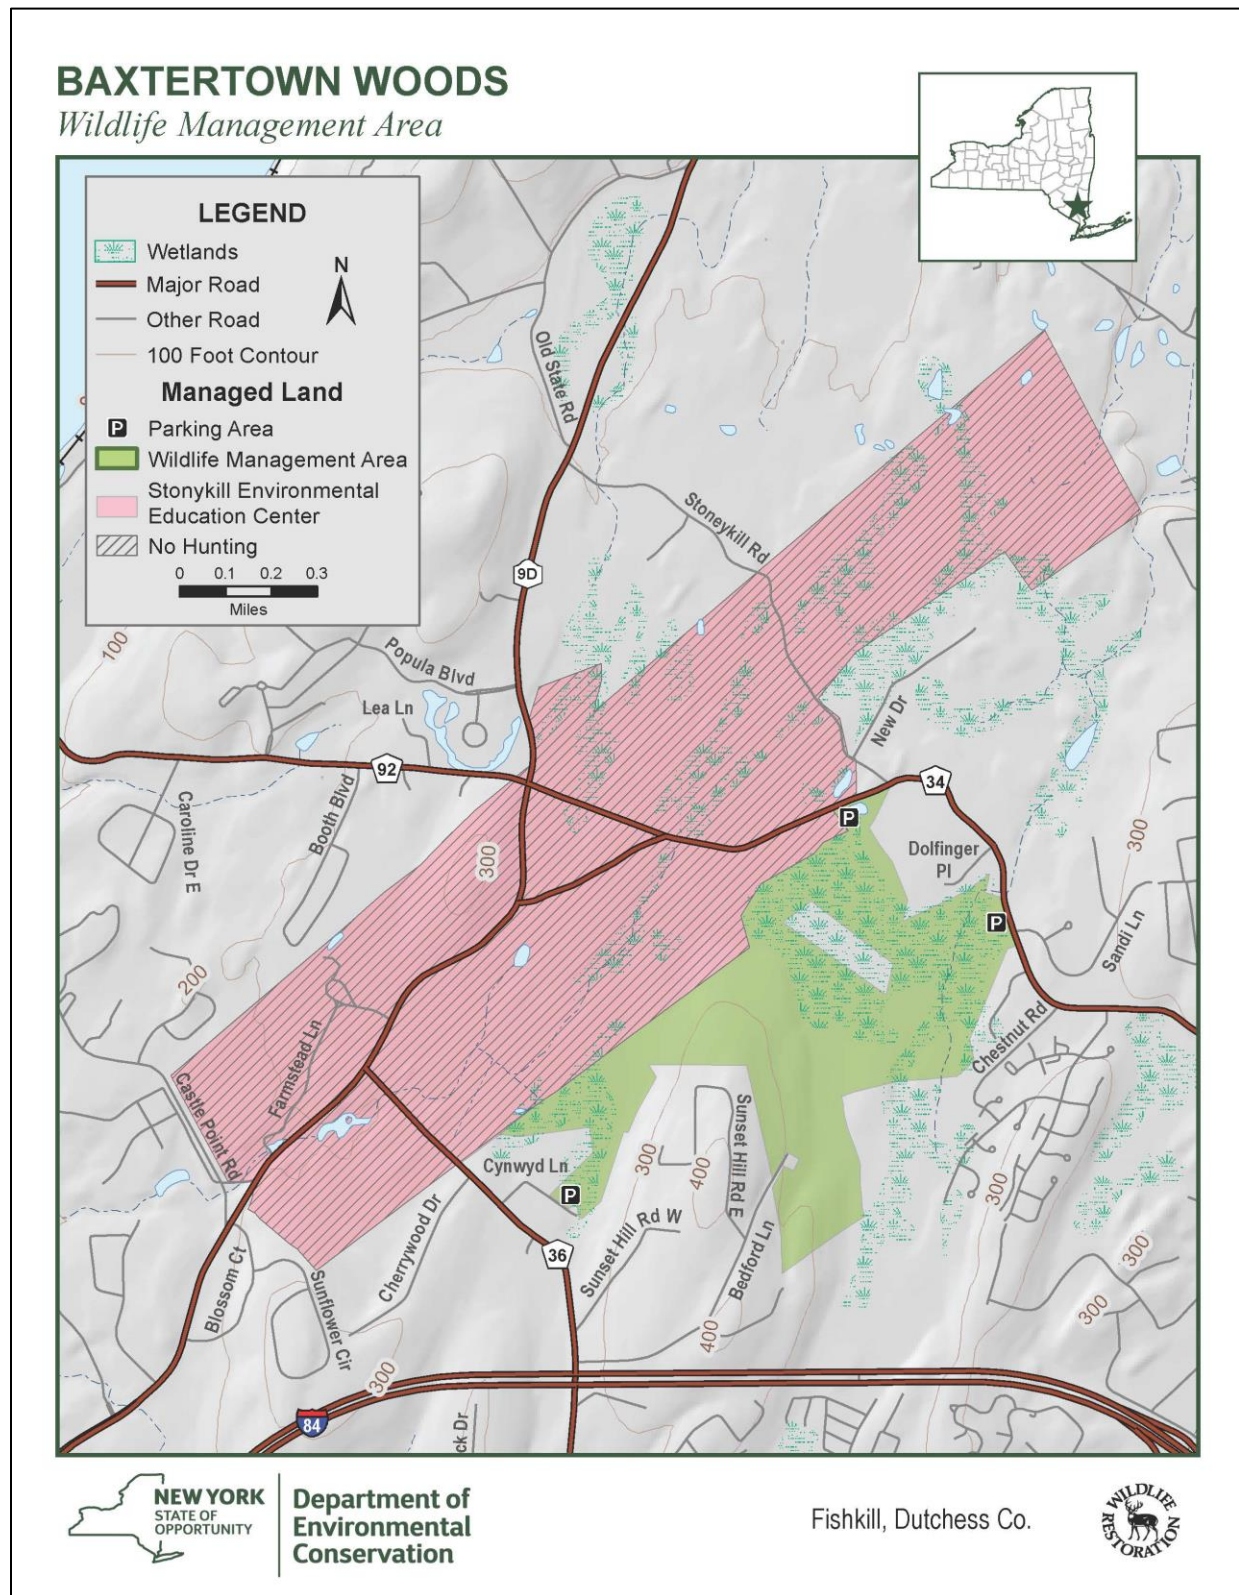 BAXTERTOWN WOODS
Wildlife Management Area
LEGEND
Wetlands
Major Road
Other Road
100 Foot Contour
N
Managed Land
Parking Area
P
Wildlife Management Area
Stonykill Environmental
Education Center
No Hunting
0 0.1 0.2 0.3
Miles
Old State Rd
Stoneykill Rd
9D
100
Popula Blvd
Lea Ln
New Dr
92
34
Caroline Dr E
Booth Blvd
300
P
Dolfinger
Pl
300
P
Sandi Ln
200
Chestnut Rd
Farmstead Ln
Castle Point Rd
Sunset Hill Rd E
300
400
Cynwyd Ln
P
300
Cherrywood Dr
36
Sunset Hill Rd W
Bedford Ln
300
Blossom Ct
Sunflower Cir
400
300
300
84
ck Dr
NEW YORK
STATE OF
OPPORTUNITY
Department of
Environmental
Conservation
Fishkill, Dutchess Co.
WILDLIFE
RESTORATION